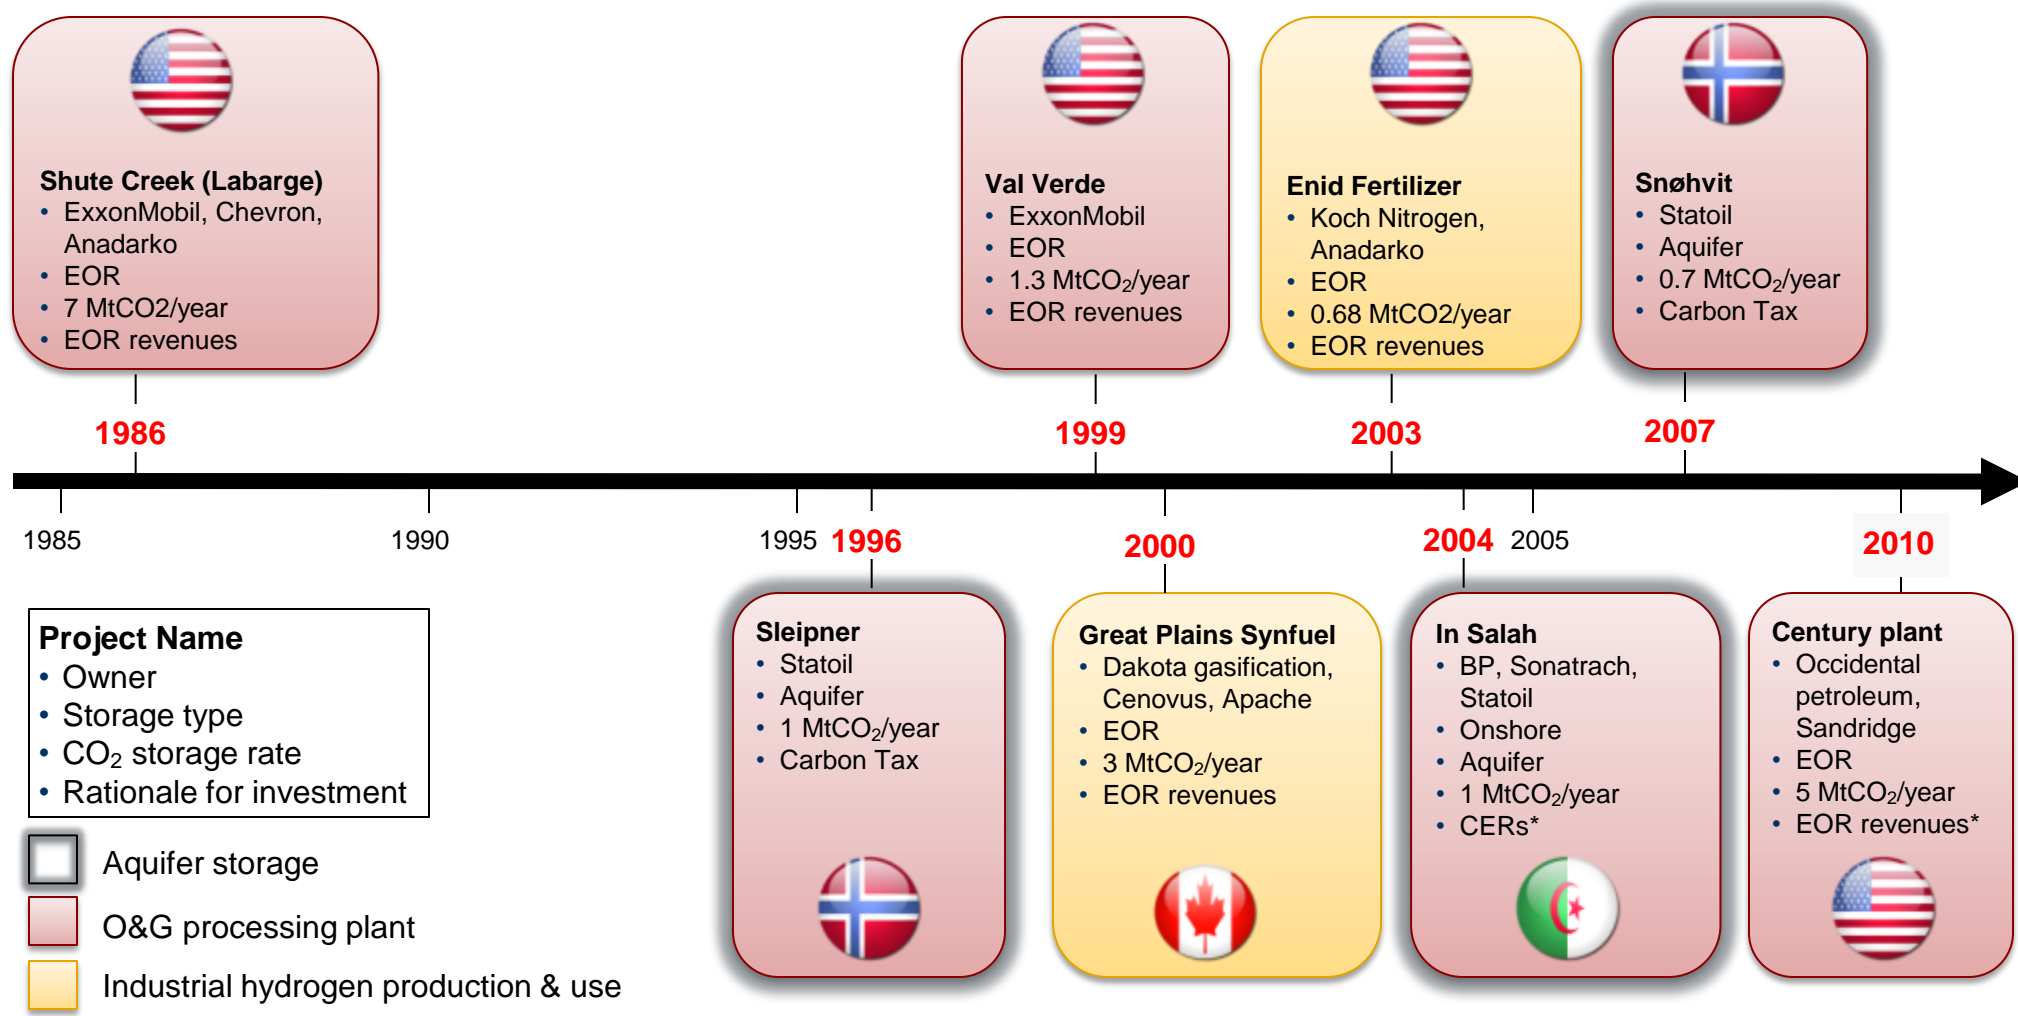 Shute Creek (Labarge)
• ExxonMobil, Chevron,
Anadarko
• EOR
• 7 MtCO2/year
• EOR revenues
Val Verde
• ExxonMobil
• EOR
• 1.3 MtCO₂/year
• EOR revenues
Enid Fertilizer
• Koch Nitrogen,
Anadarko
• EOR
• 0.68 MtCO2/year
• EOR revenues
Snøhvit
• Statoil
• Aquifer
• 0.7 MtCO₂/year
• Carbon Tax
1986
1999
2003
2007
1985
1990
1995
1996
2000
2004
2005
2010
Project Name
• Owner
• Storage type
• CO₂ storage rate
• Rationale for investment
Aquifer storage
O&G processing plant
Industrial hydrogen production & use
Sleipner
• Statoil
• Aquifer
• 1 MtCO₂/year
• Carbon Tax
Great Plains Synfuel
• Dakota gasification,
Cenovus, Apache
• EOR
• 3 MtCO₂/year
• EOR revenues
In Salah
• BP, Sonatrach,
Statoil
• Onshore
• Aquifer
• 1 MtCO₂/year
• CERs*
Century plant
• Occidental
petroleum,
Sandridge
• EOR
• 5 MtCO₂/year
• EOR revenues*